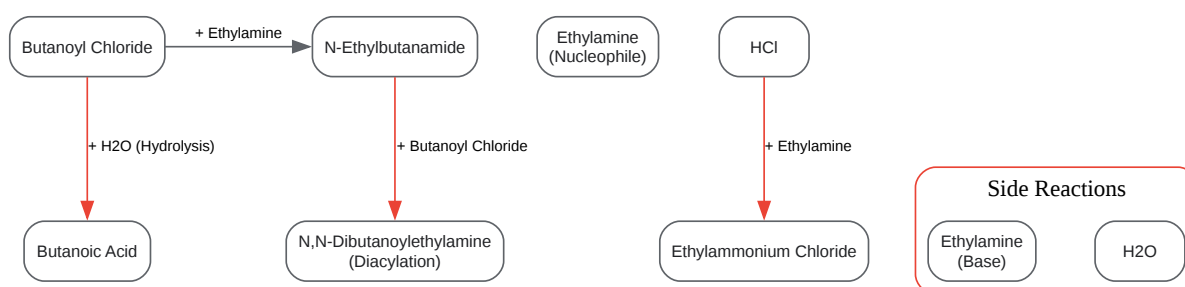 Butanoyl Chloride
+ Ethylamine
N-Ethylbutanamide
Ethylamine
(Nucleophile)
HCl
+ H2O (Hydrolysis)
+ Butanoyl Chloride
+ Ethylamine
Side Reactions
Butanoic Acid
N,N-Dibutanoylethylamine
(Diacylation)
Ethylammonium Chloride
Ethylamine
(Base)
H2O